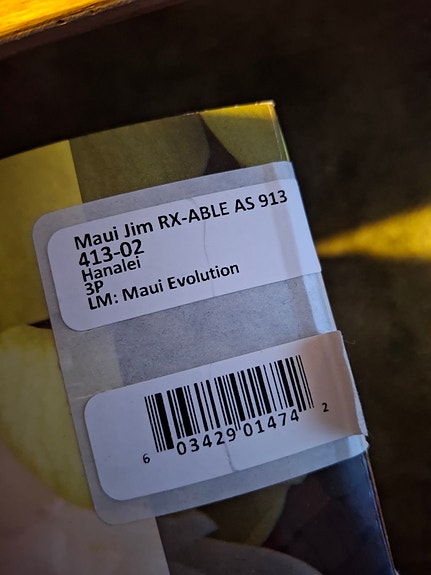 Maui Jim RX-ABLE AS 913
413-02
Hanalei
3P
LM: Maui Evolution
6 03429 01474 2